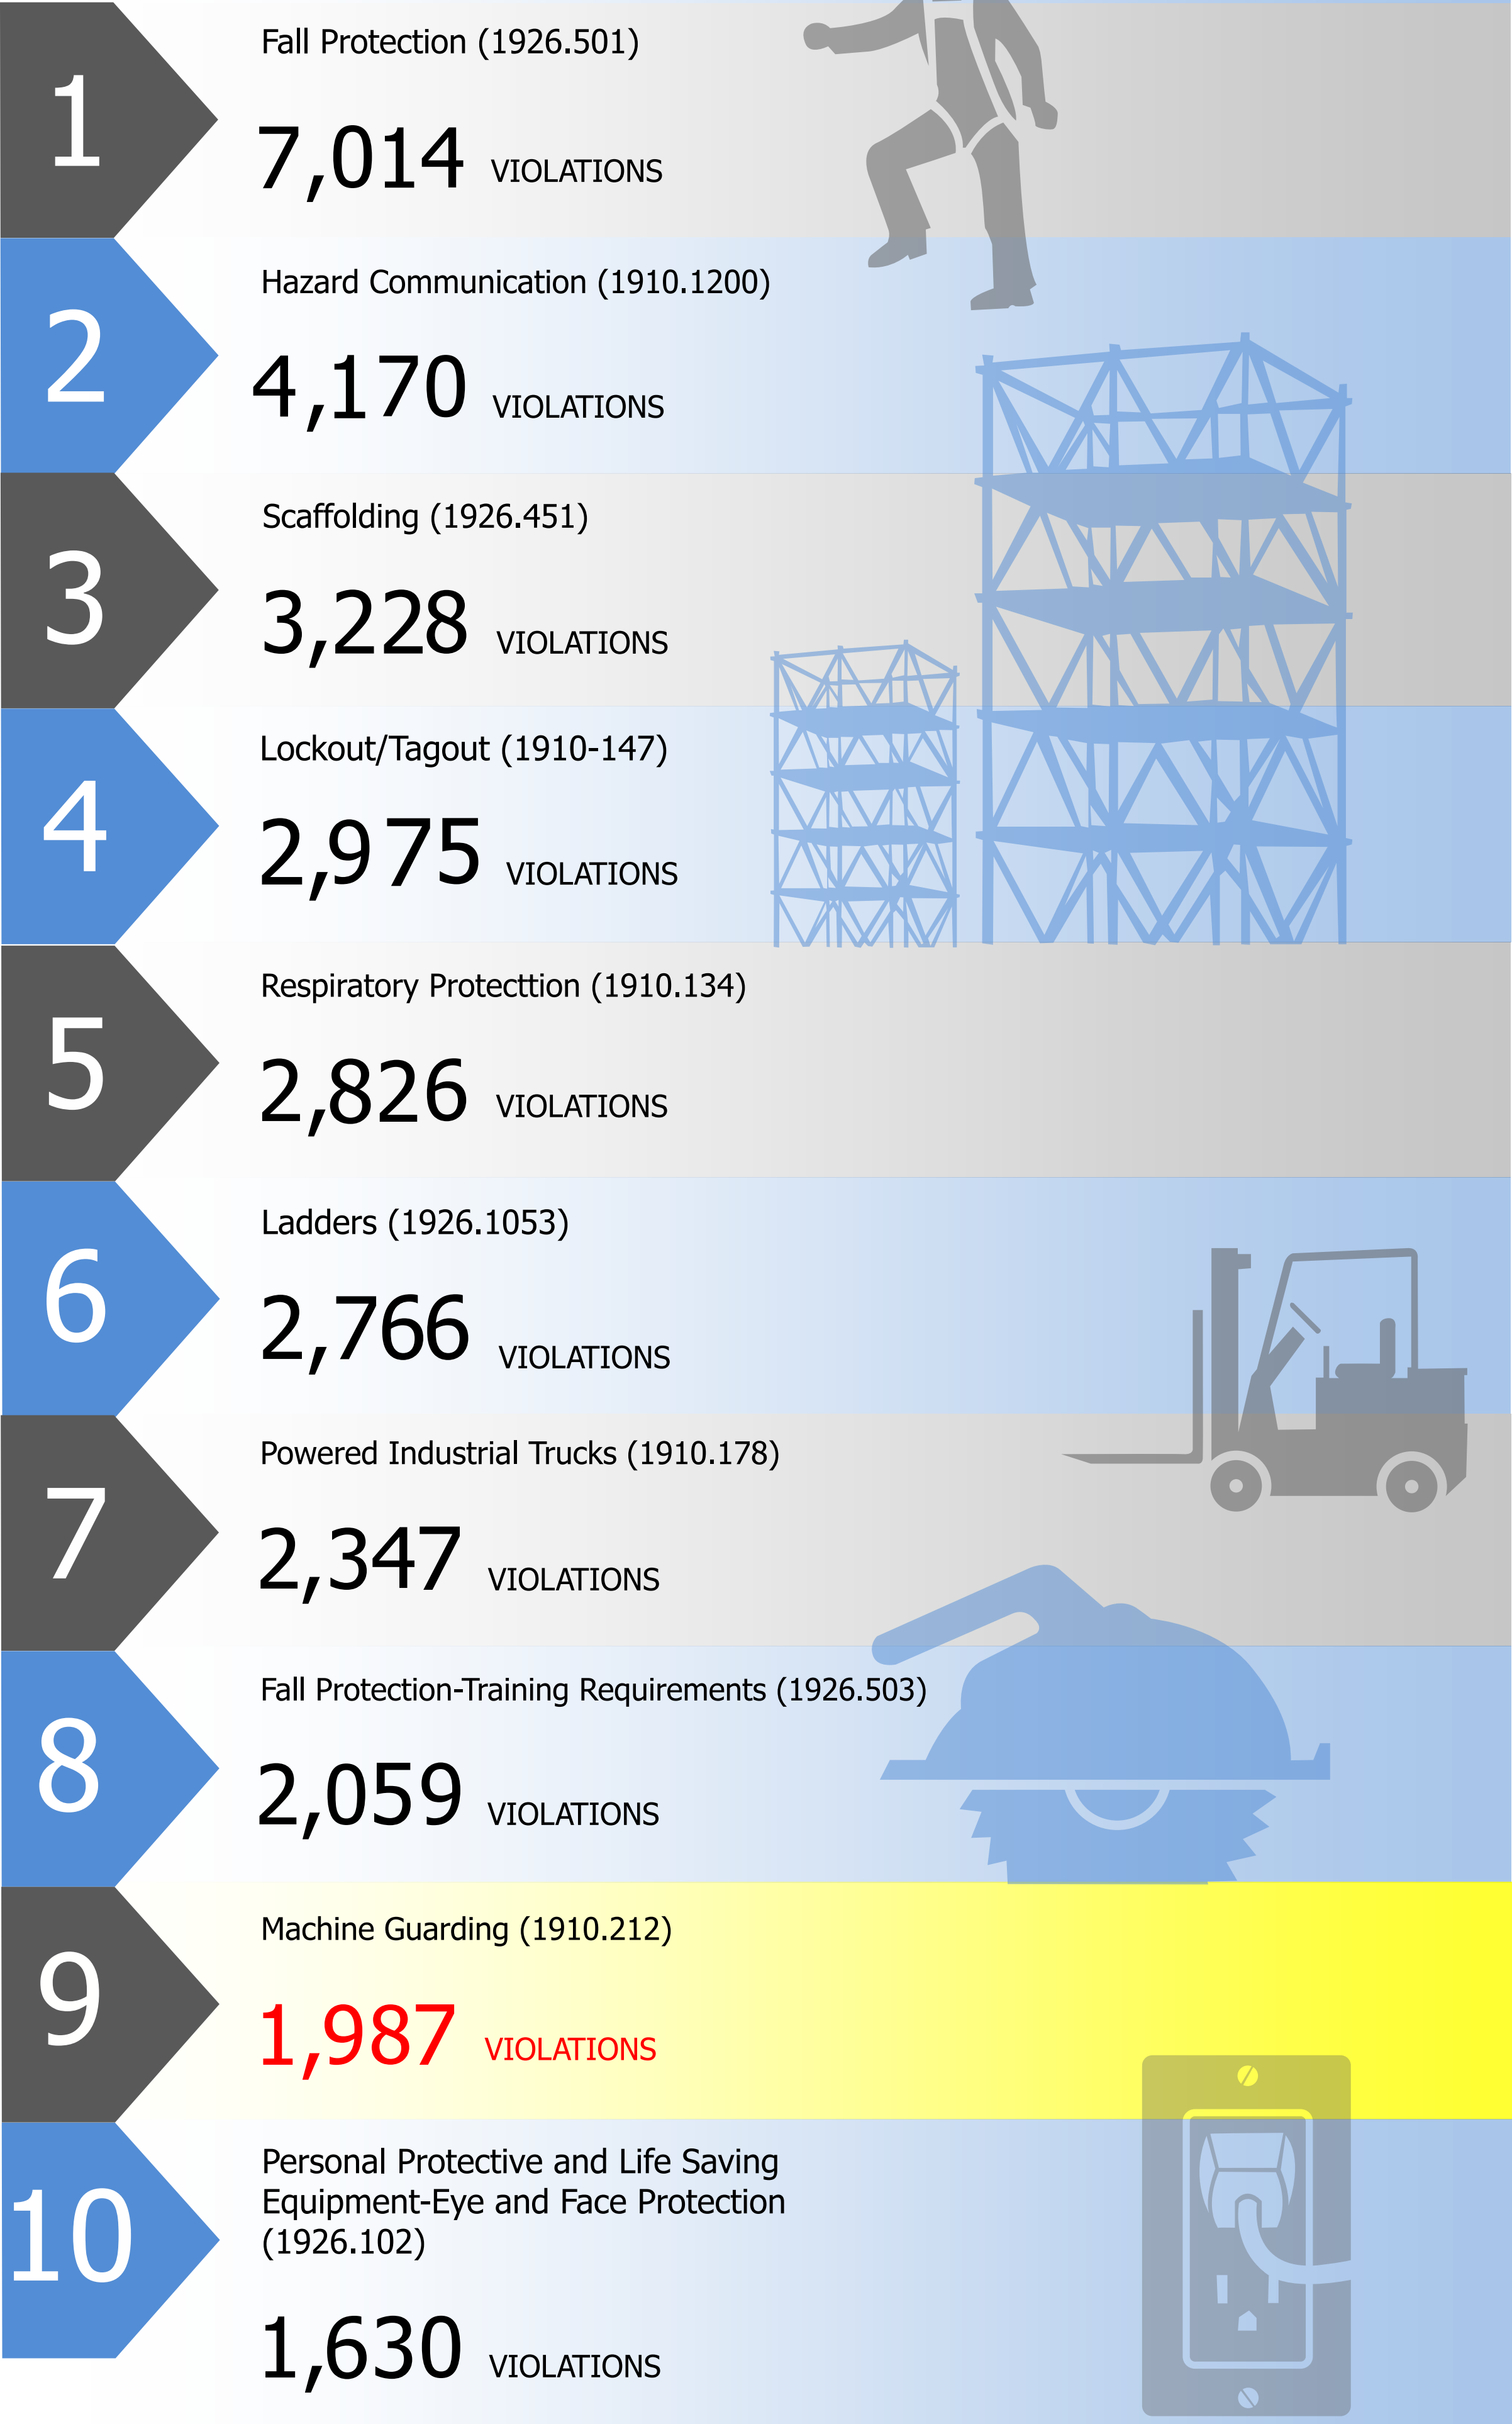 1
Fall Protection (1926.501)
7,014 VIOLATIONS
2
Hazard Communication (1910.1200)
4,170 VIOLATIONS
3
Scaffolding (1926.451)
3,228 VIOLATIONS
4
Lockout/Tagout (1910-147)
2,975 VIOLATIONS
5
Respiratory Protecttion (1910.134)
2,826 VIOLATIONS
6
Ladders (1926.1053)
2,766 VIOLATIONS
7
Powered Industrial Trucks (1910.178)
2,347 VIOLATIONS
8
Fall Protection-Training Requirements (1926.503)
2,059 VIOLATIONS
9
Machine Guarding (1910.212)
1,987 VIOLATIONS
10
Personal Protective and Life Saving
Equipment-Eye and Face Protection
(1926.102)
1,630 VIOLATIONS